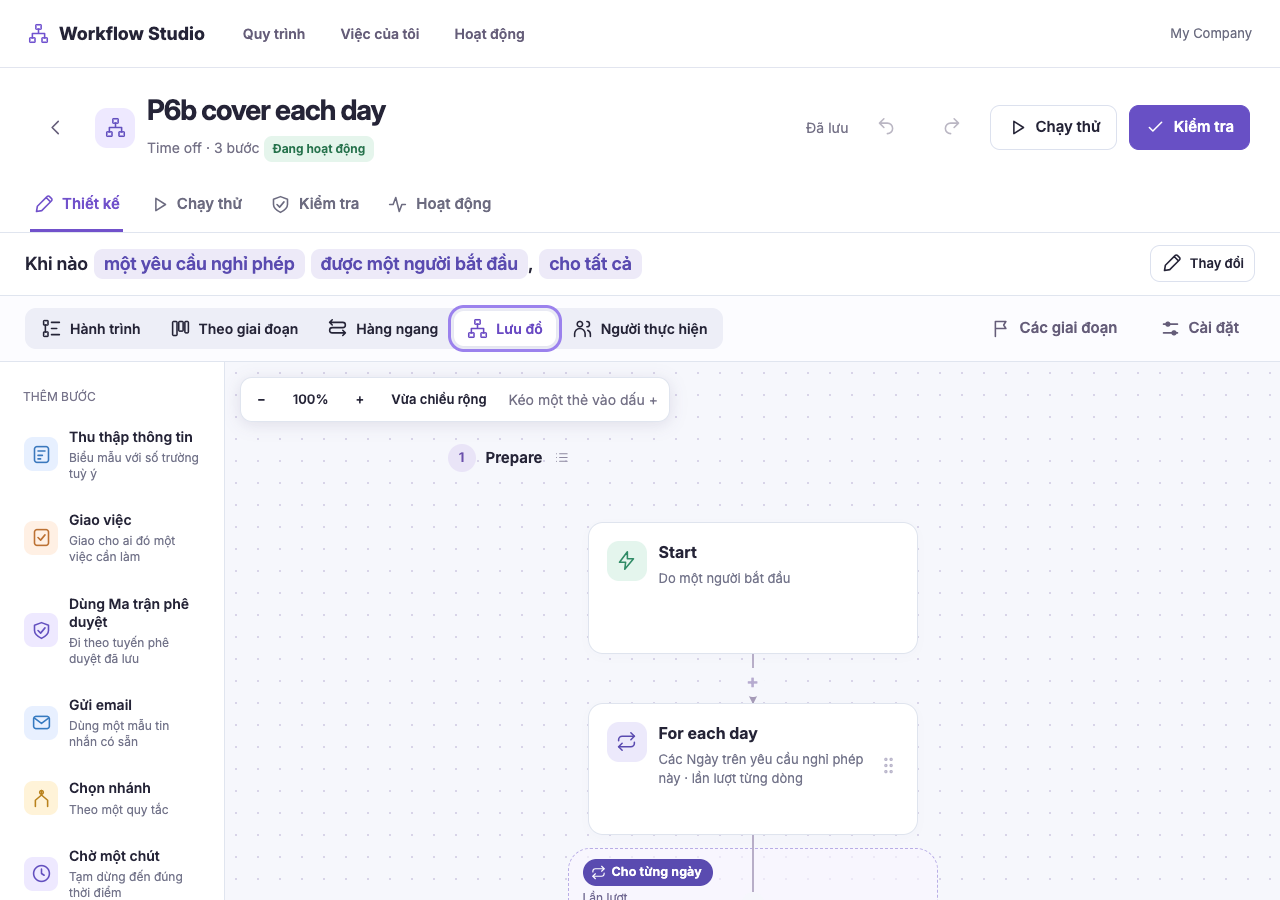 Workflow Studio
Quy trình
Việc của tôi
Hoạt động
My Company
P6b cover each day
Time off · 3 bước
Đang hoạt động
Đã lưu
Chạy thử
Kiểm tra
Thiết kế
Chạy thử
Kiểm tra
Hoạt động
Khi nào một yêu cầu nghỉ phép được một người bắt đầu, cho tất cả
Thay đổi
Hành trình
Theo giai đoạn
Hàng ngang
Lưu đồ
Người thực hiện
Các giai đoạn
Cài đặt
THÊM BƯỚC
Thu thập thông tin
Biểu mẫu với số trường
tuỳ ý
Giao việc
Giao cho ai đó một
việc cần làm
Dùng Ma trận phê
duyệt
Đi theo tuyến phê
duyệt đã lưu
Gửi email
Dùng một mẫu tin
nhắn có sẵn
Chọn nhánh
Theo một quy tắc
Chờ một chút
Tạm dừng đến đúng
thời điểm
− 100% + Vừa chiều rộng Kéo một thẻ vào dấu +
1 Prepare
Start
Do một người bắt đầu
+
For each day
Các Ngày trên yêu cầu nghỉ phép
này · lần lượt từng dòng
Cho từng ngày
Lần lượt